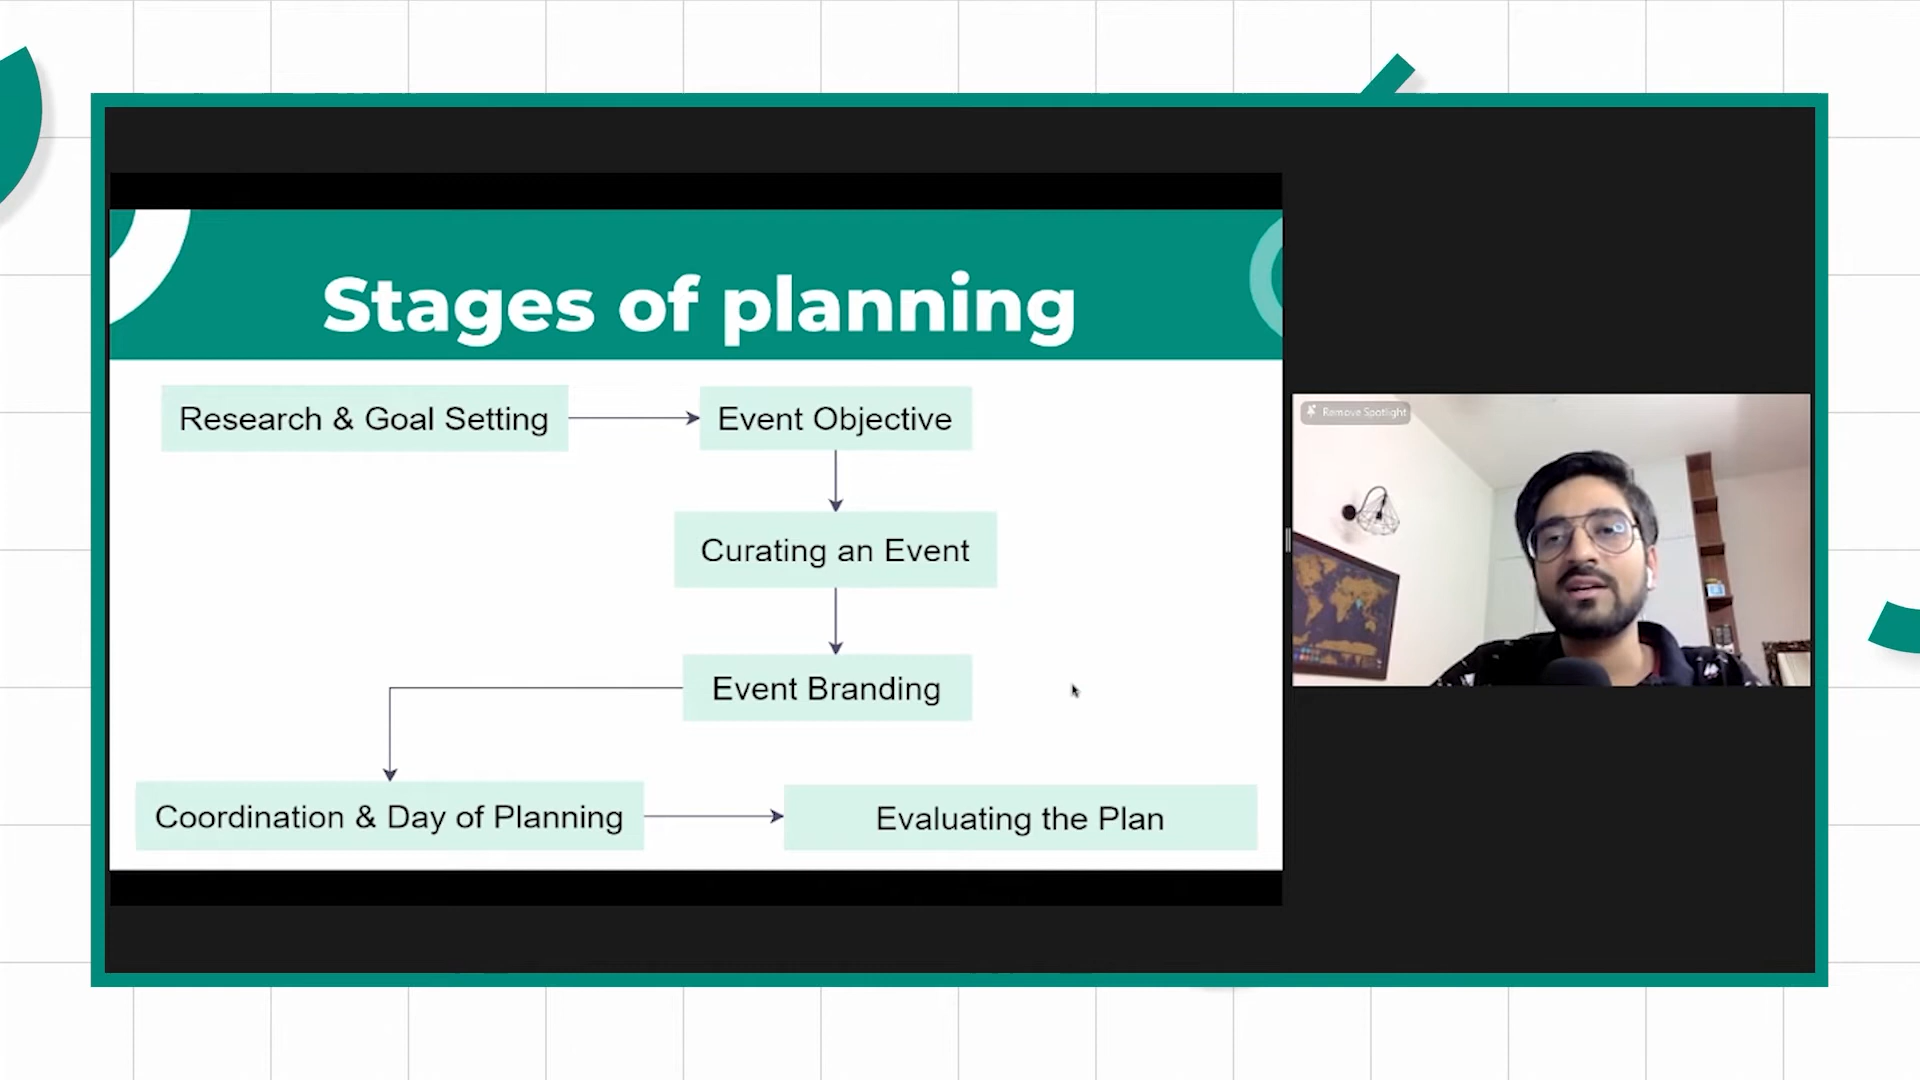 Stages of planning
Research & Goal Setting
Event Objective
Curating an Event
Event Branding
Coordination & Day of Planning
Evaluating the Plan
Remove Spotlight